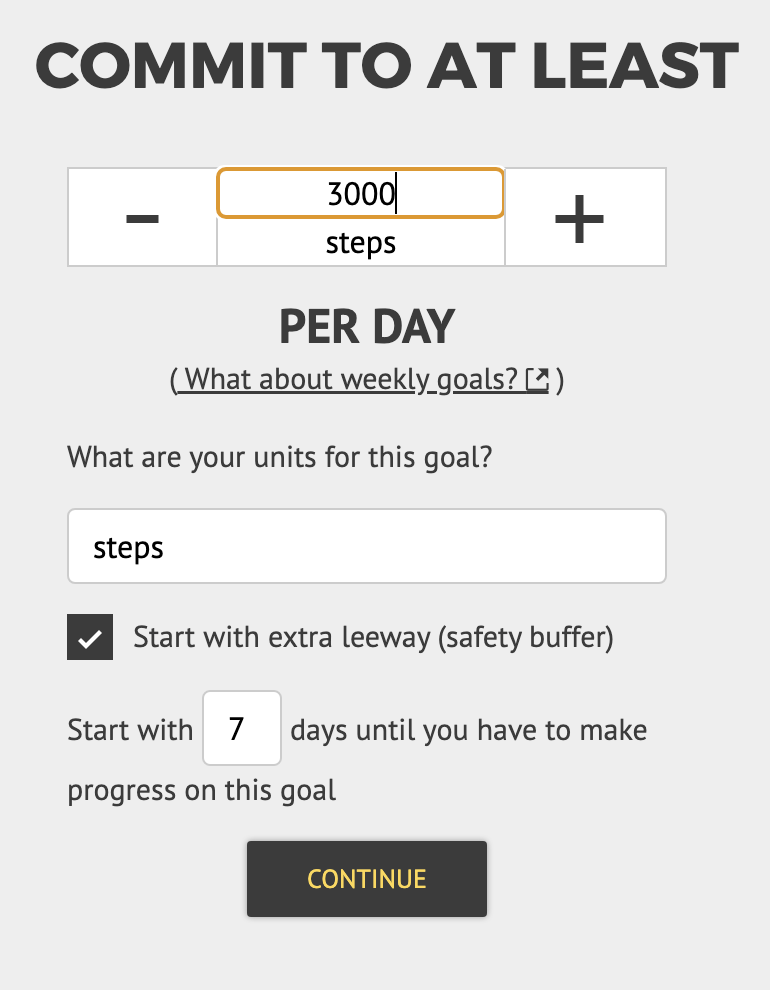 COMMIT TO AT LEAST
- 3000 +
steps
PER DAY
( What about weekly goals? )
What are your units for this goal?
steps
Start with extra leeway (safety buffer)
Start with 7 days until you have to make
progress on this goal
CONTINUE